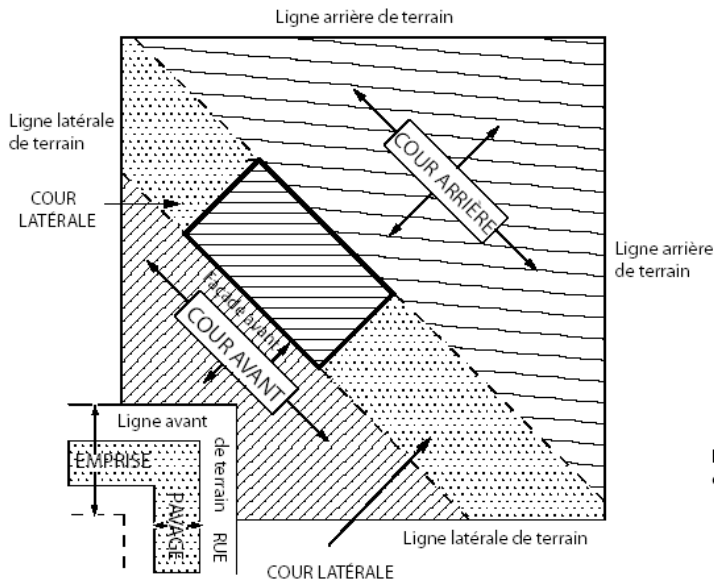 Ligne arrière de terrain
Ligne latérale
de terrain
COUR
LATÉRALE
COUR ARRIÈRE
Ligne arrière
de terrain
Façade avant
COUR AVANT
Ligne avant
de terrain
EMPRISE
PAVAGE
RUE
Ligne latérale de terrain
COUR LATÉRALE